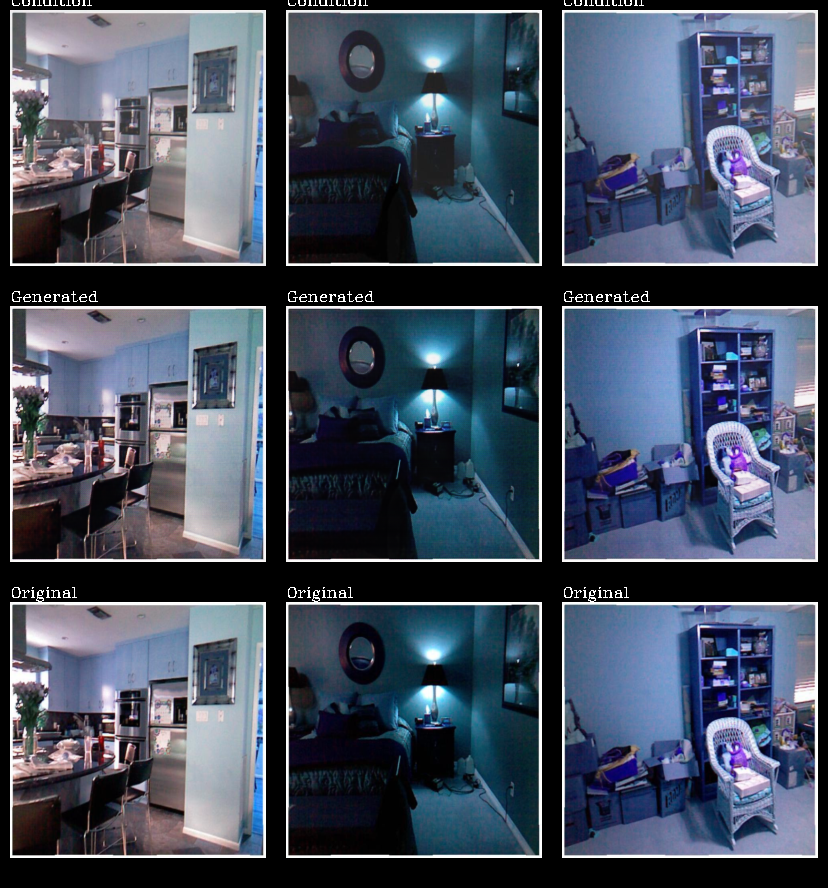 Condition Condition Condition
Generated Generated Generated
Original Original Original